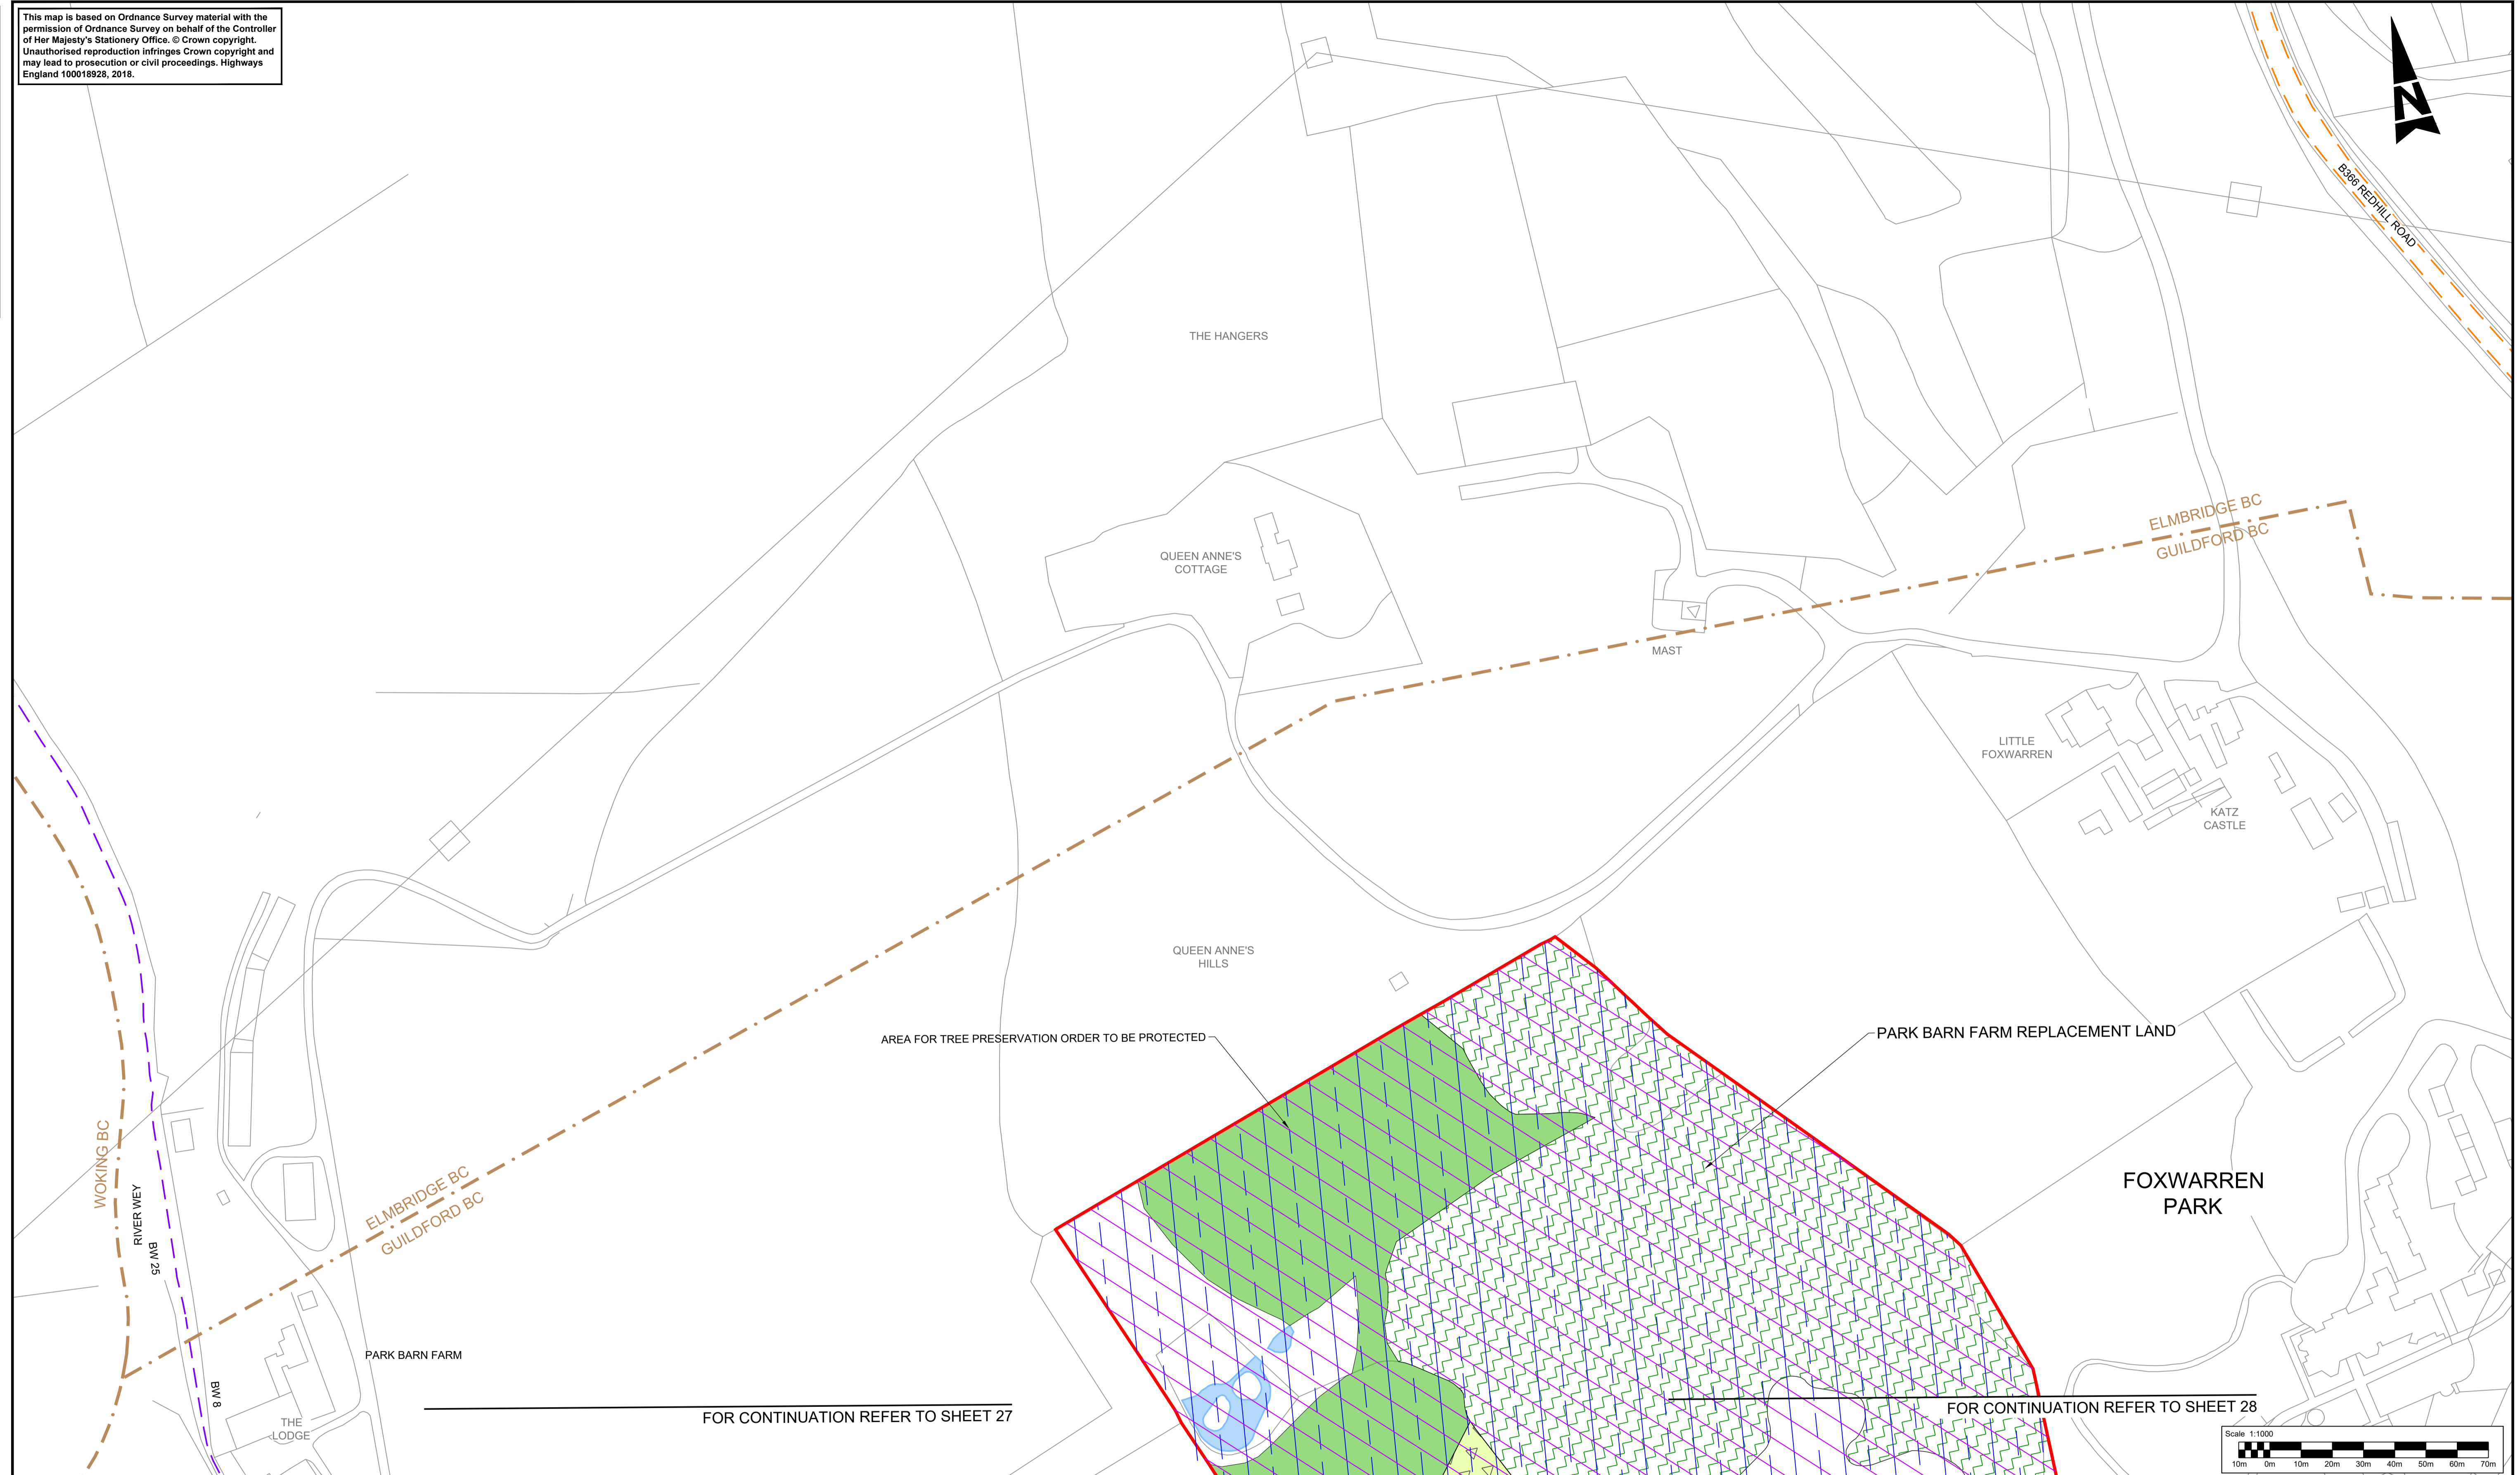 This map is based on Ordnance Survey material with the
permission of Ordnance Survey on behalf of the Controller
of Her Majesty's Stationery Office. © Crown copyright.
Unauthorised reproduction infringes Crown copyright and
may lead to prosecution or civil proceedings. Highways
England 100018928, 2018.
N
B366 REDHILL ROAD
THE HANGERS
ELMBRIDGE BC
GUILDFORD BC
QUEEN ANNE'S
COTTAGE
MAST
LITTLE
FOXWARREN
KATZ
CASTLE
QUEEN ANNE'S
HILLS
AREA FOR TREE PRESERVATION ORDER TO BE PROTECTED
PARK BARN FARM REPLACEMENT LAND
WOKING BC
RIVER WEY
BW 25
ELMBRIDGE BC
GUILDFORD BC
FOXWARREN
PARK
PARK BARN FARM
BW 8
THE
LODGE
FOR CONTINUATION REFER TO SHEET 27
FOR CONTINUATION REFER TO SHEET 28
Scale 1:1000
10m 0m 10m 20m 30m 40m 50m 60m 70m